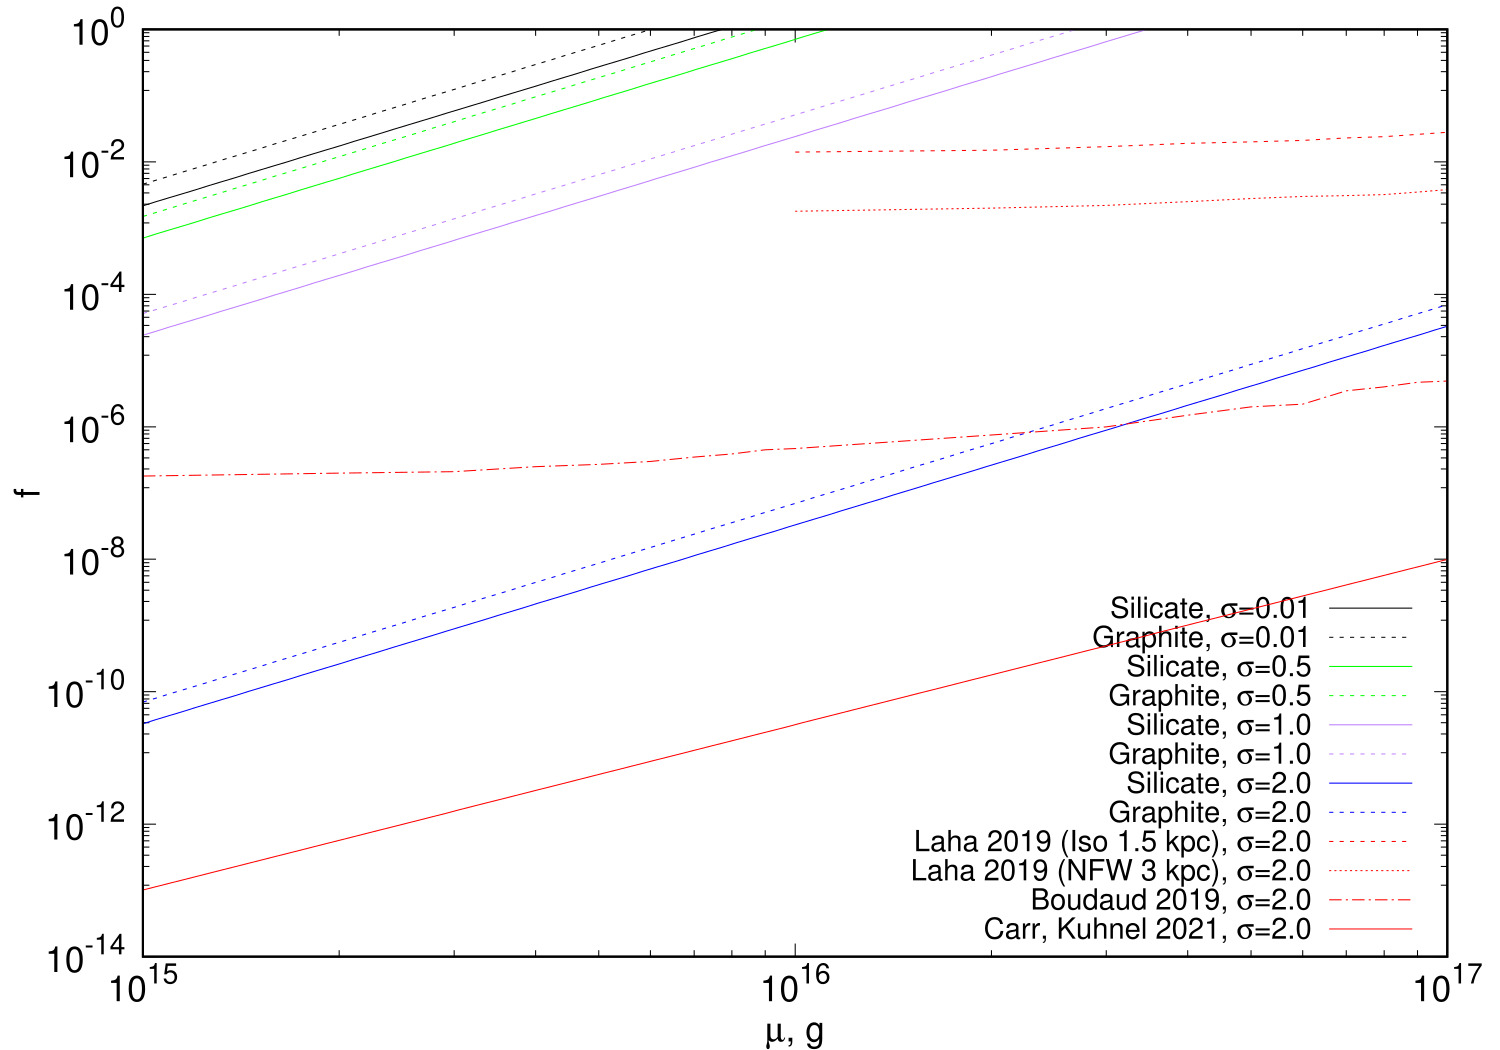 10^0
10^-2
10^-4
10^-6
10^-8
10^-10
10^-12
10^-14
f
Silicate, σ=0.01
Graphite, σ=0.01
Silicate, σ=0.5
Graphite, σ=0.5
Silicate, σ=1.0
Graphite, σ=1.0
Silicate, σ=2.0
Graphite, σ=2.0
Laha 2019 (Iso 1.5 kpc), σ=2.0
Laha 2019 (NFW 3 kpc), σ=2.0
Boudaud 2019, σ=2.0
Carr, Kuhnel 2021, σ=2.0
10^15 10^16 10^17
μ, g